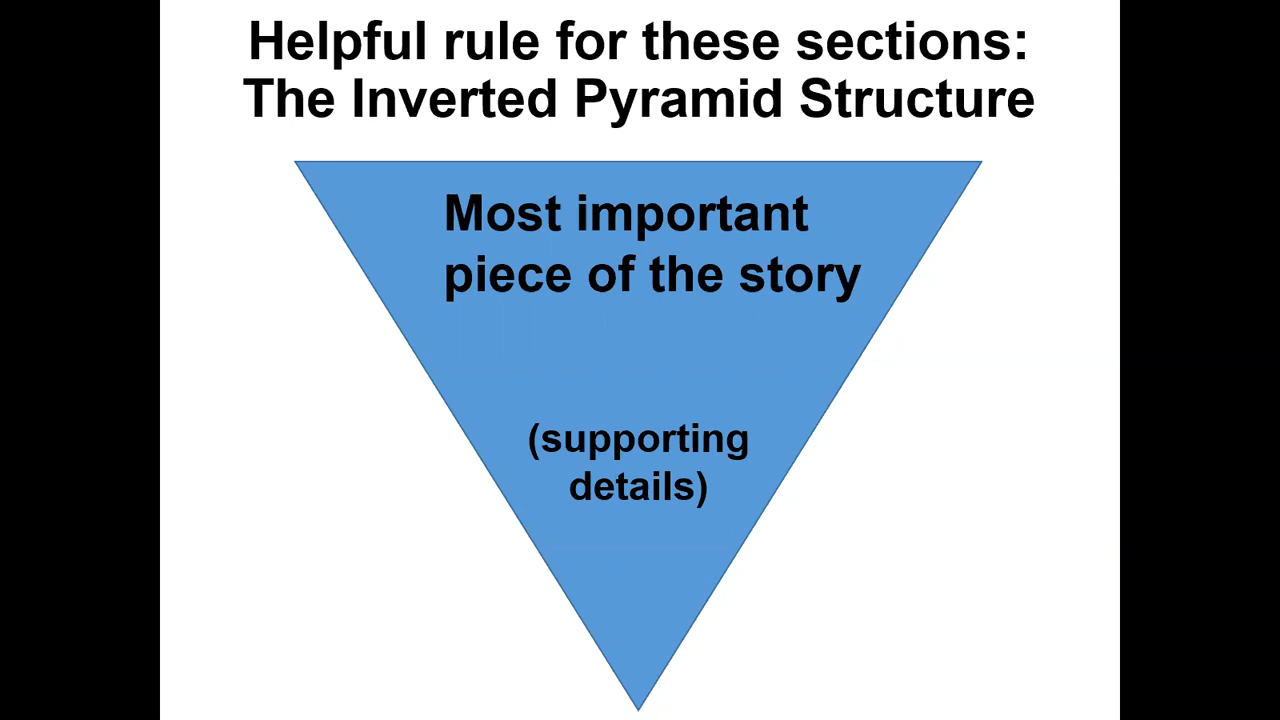 Helpful rule for these sections:
The Inverted Pyramid Structure
Most important
piece of the story
(supporting
details)